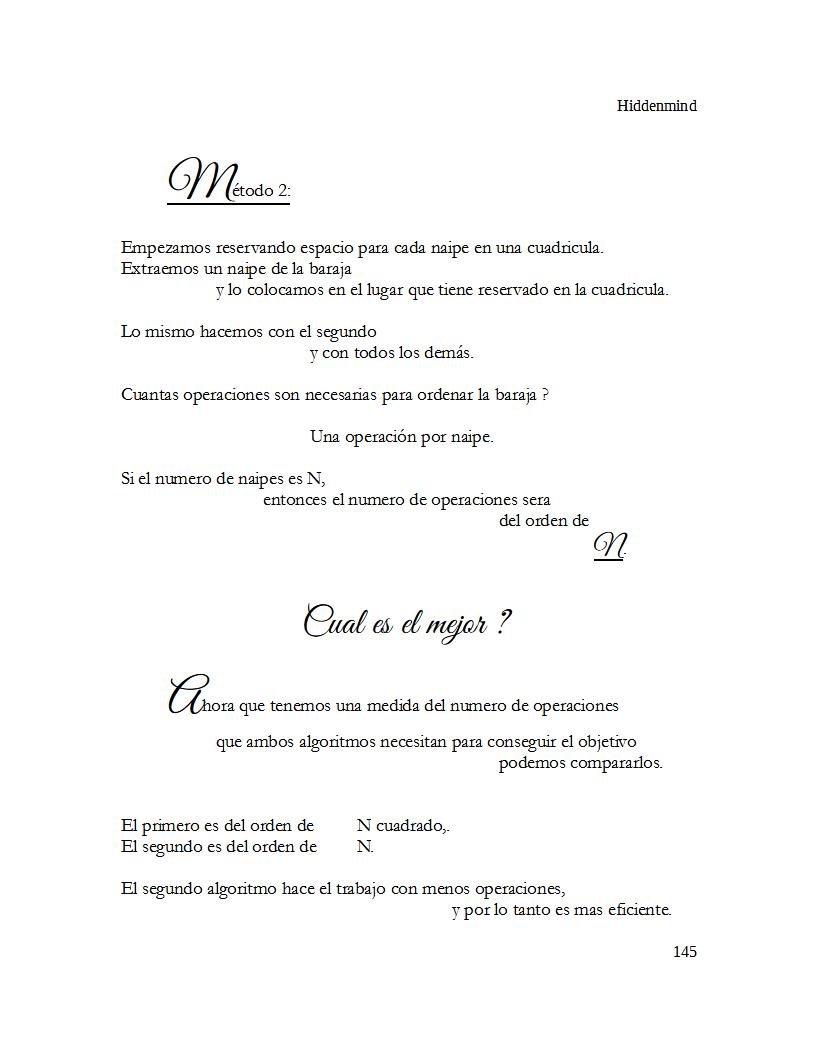 Hiddenmind
Método 2:
Empezamos reservando espacio para cada naipe en una cuadricula.
Extraemos un naipe de la baraja
y lo colocamos en el lugar que tiene reservado en la cuadricula.
Lo mismo hacemos con el segundo
y con todos los demás.
Cuantas operaciones son necesarias para ordenar la baraja ?
Una operación por naipe.
Si el numero de naipes es N,
entonces el numero de operaciones sera
del orden de
N.
Cual es el mejor ?
Ahora que tenemos una medida del numero de operaciones
que ambos algoritmos necesitan para conseguir el objetivo
podemos compararlos.
El primero es del orden de N cuadrado,.
El segundo es del orden de N.
El segundo algoritmo hace el trabajo con menos operaciones,
y por lo tanto es mas eficiente.
145